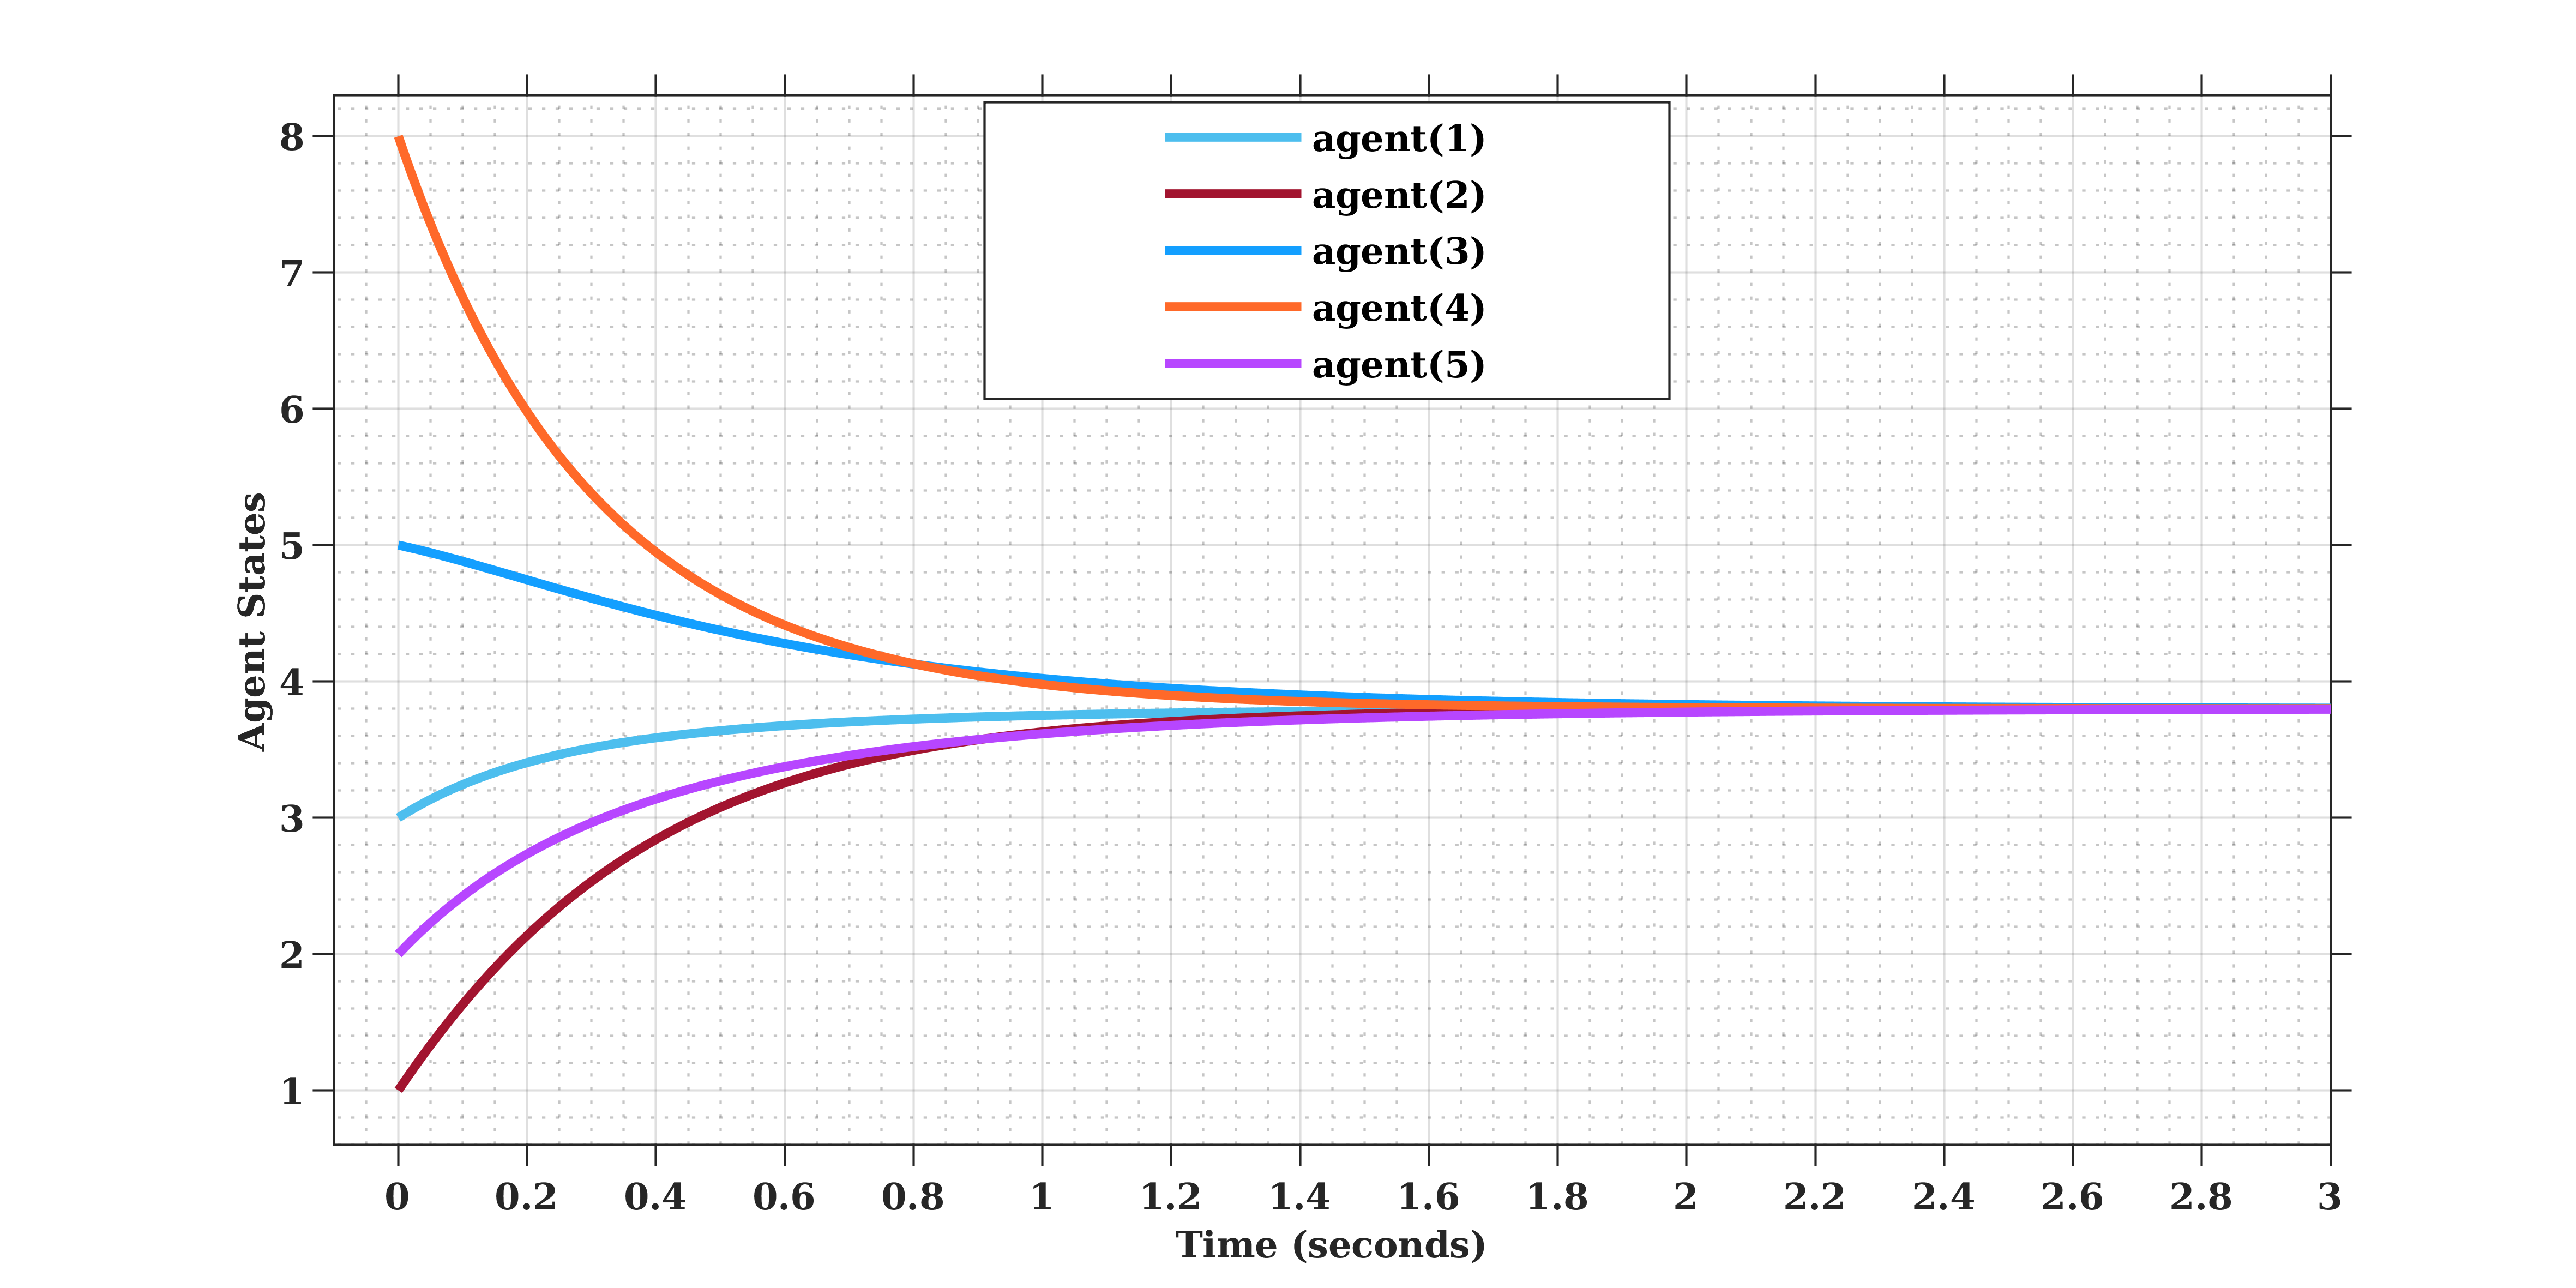 agent(1)
agent(2)
agent(3)
agent(4)
agent(5)
8
7
6
5
4
3
2
1
Agent States
0 0.2 0.4 0.6 0.8 1 1.2 1.4 1.6 1.8 2 2.2 2.4 2.6 2.8 3
Time (seconds)